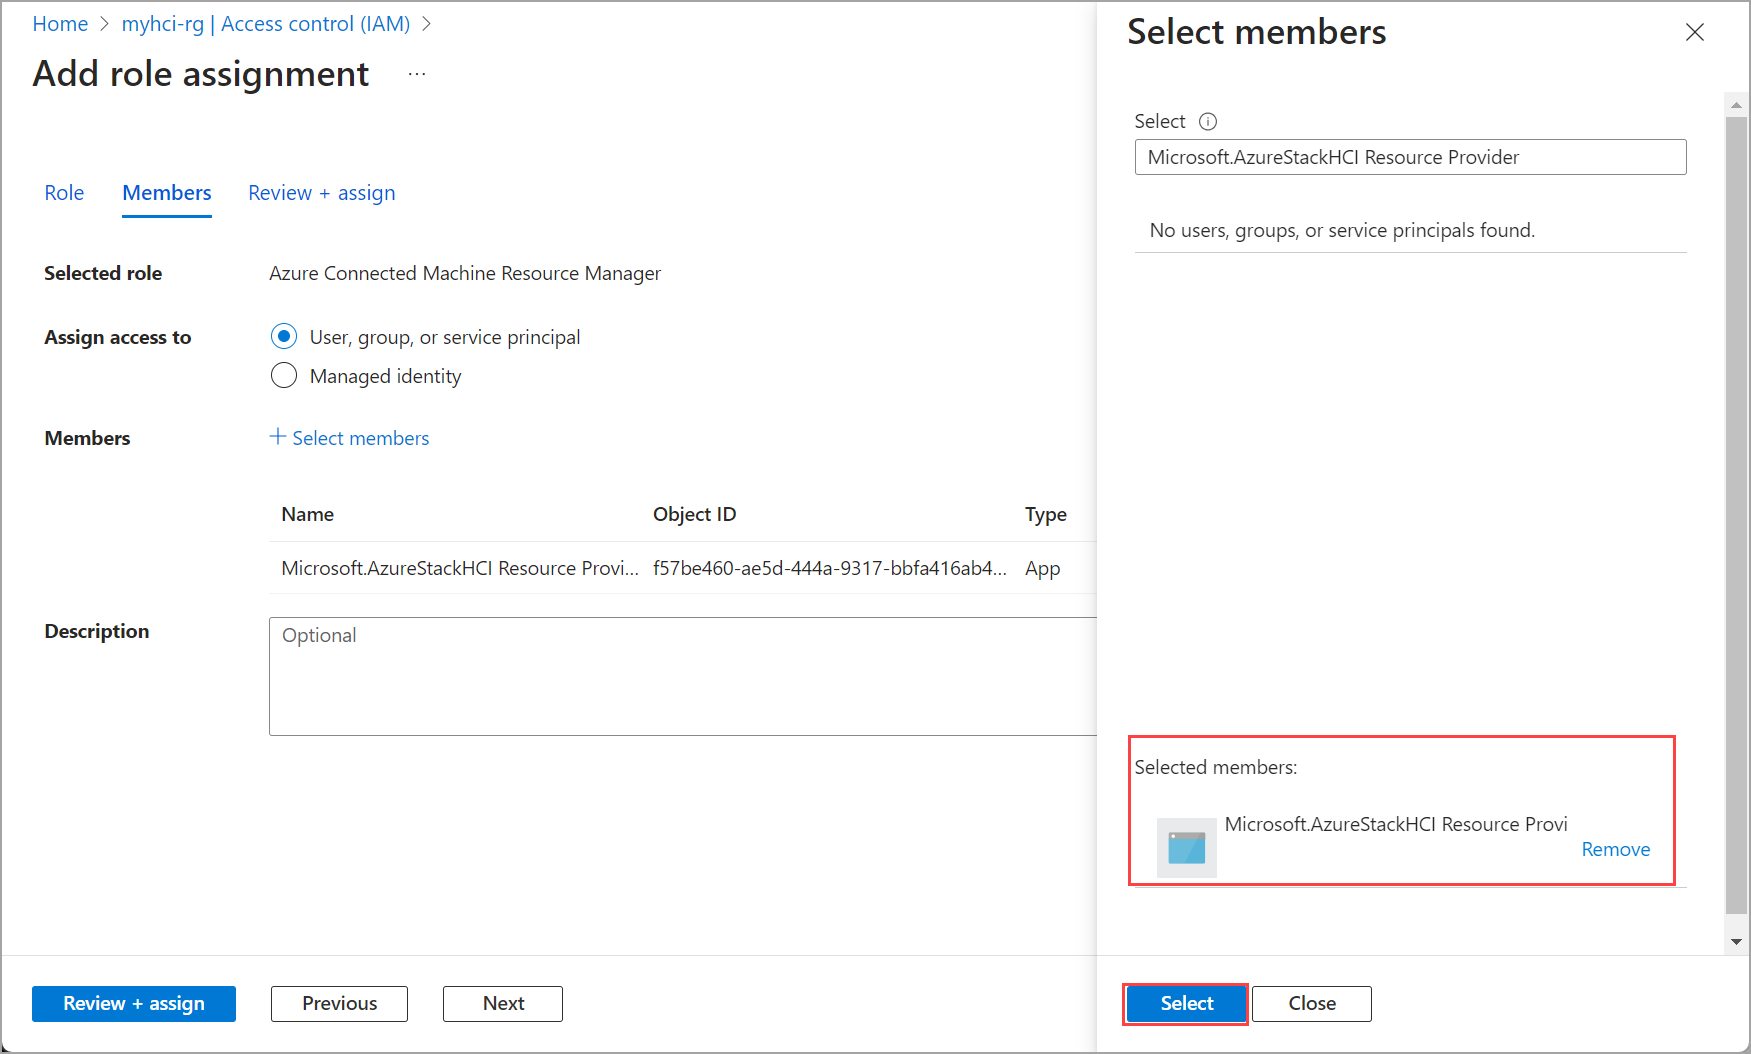 Home > myhci-rg | Access control (IAM) >
Add role assignment ...
Role Members Review + assign
Selected role Azure Connected Machine Resource Manager
Assign access to User, group, or service principal
Managed identity
Members + Select members
Name Object ID Type
Microsoft.AzureStackHCI Resource Provi... f57be460-ae5d-444a-9317-bbfa416ab4... App
Description Optional
Review + assign Previous Next
Select members
Select
Microsoft.AzureStackHCI Resource Provider
No users, groups, or service principals found.
Selected members:
Microsoft.AzureStackHCI Resource Provi
Remove
Select Close